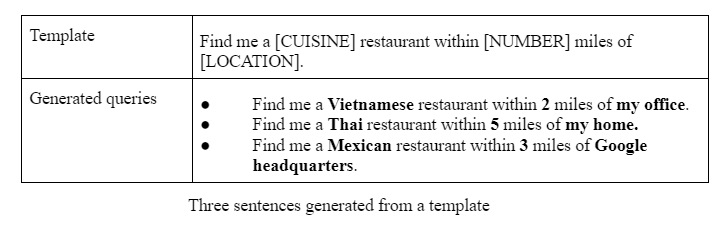 Template
Find me a [CUISINE] restaurant within [NUMBER] miles of
[LOCATION].
Generated queries
● Find me a Vietnamese restaurant within 2 miles of my office.
● Find me a Thai restaurant within 5 miles of my home.
● Find me a Mexican restaurant within 3 miles of Google
headquarters.
Three sentences generated from a template